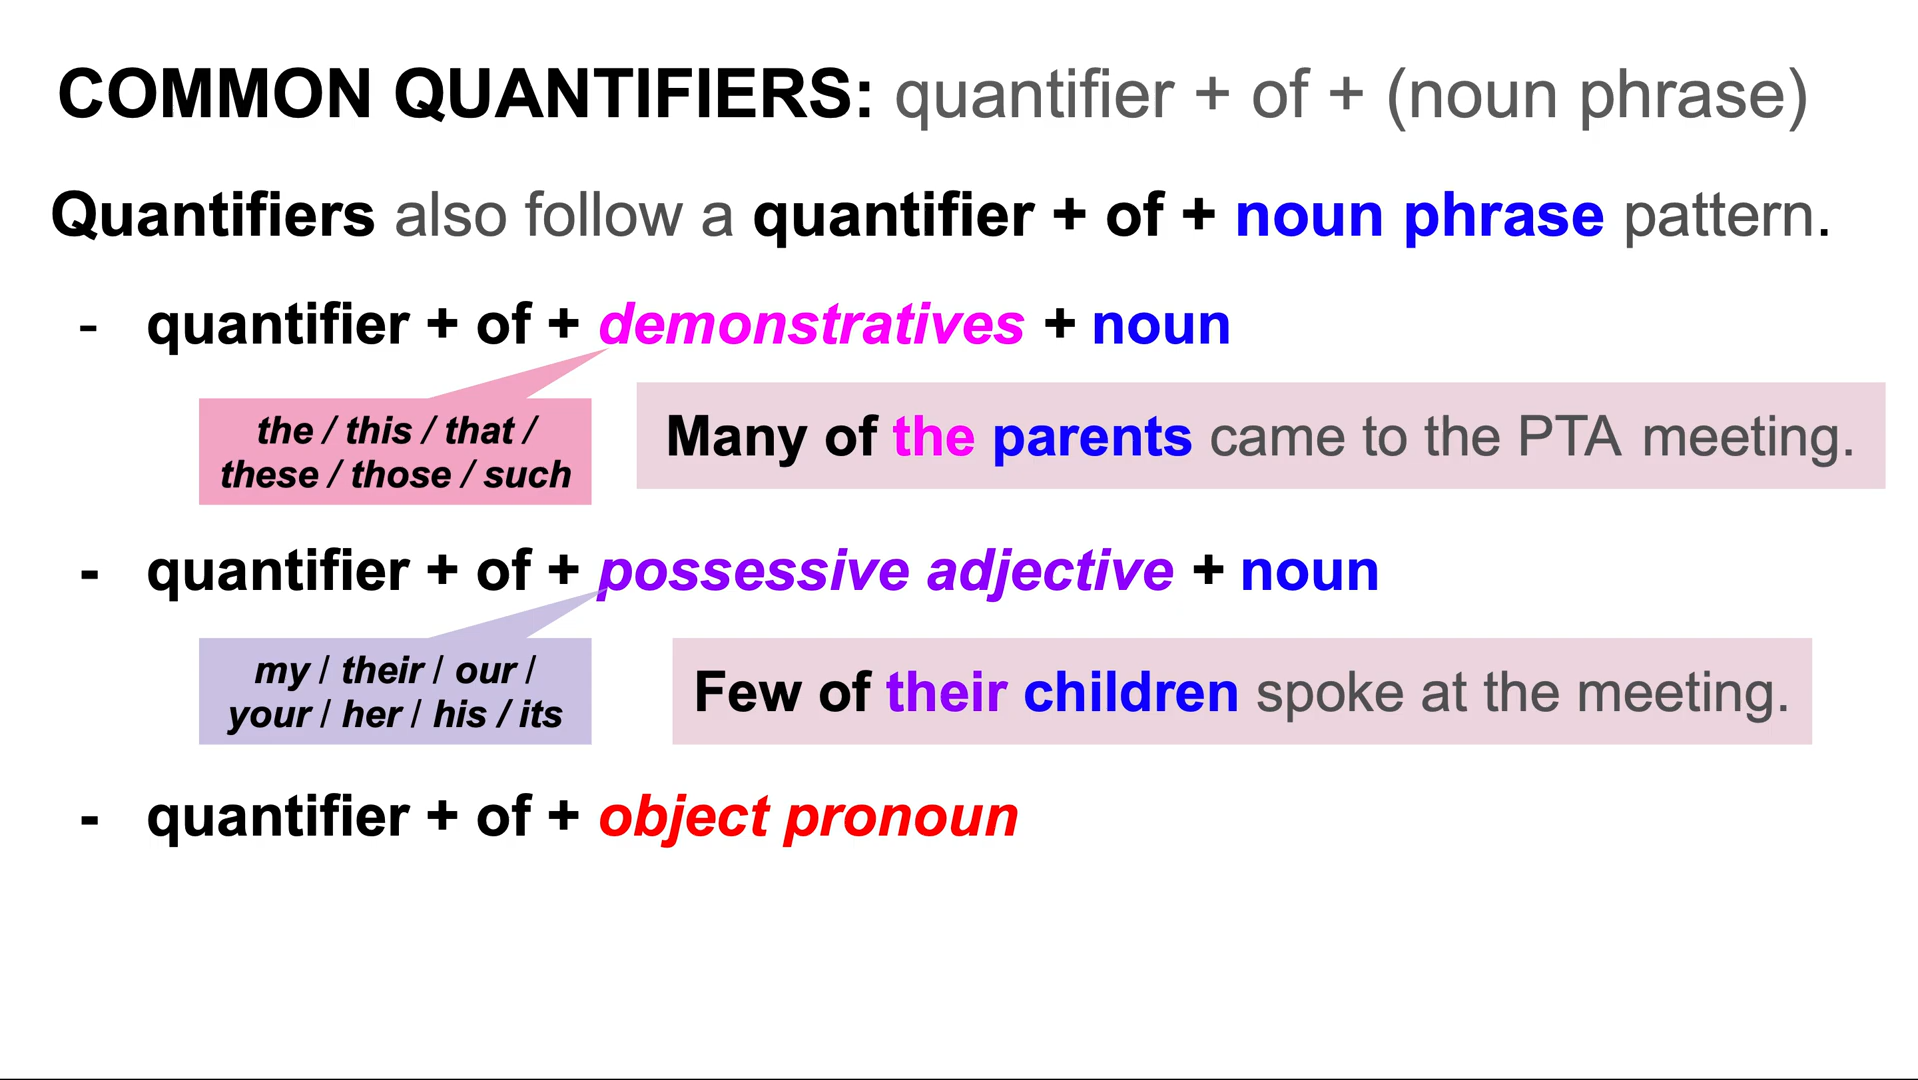 COMMON QUANTIFIERS: quantifier + of + (noun phrase)
Quantifiers also follow a quantifier + of + noun phrase pattern.
- quantifier + of + demonstratives + noun
the / this / that /
these / those / such
Many of the parents came to the PTA meeting.
- quantifier + of + possessive adjective + noun
my / their / our /
your / her / his / its
Few of their children spoke at the meeting.
- quantifier + of + object pronoun